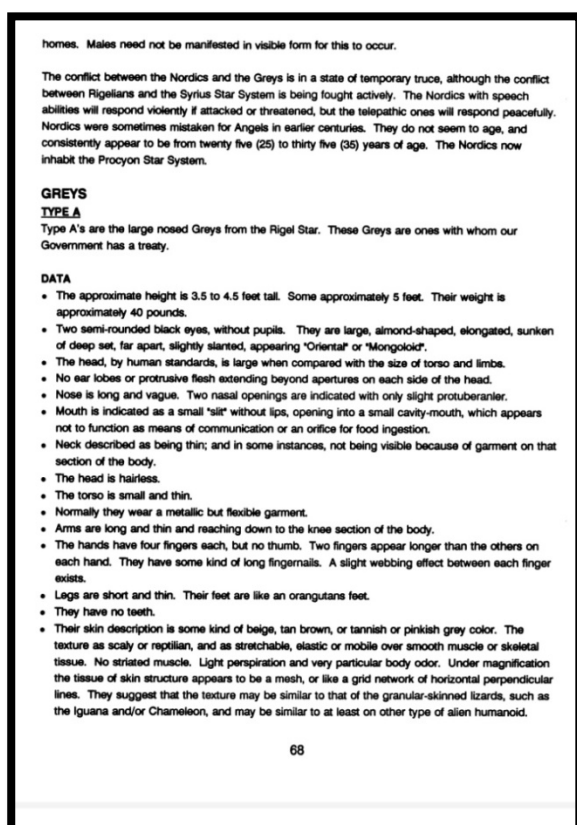 homes. Males need not be manifested in visible form for this to occur.
The conflict between the Nordics and the Greys is in a state of temporary truce, although the conflict
between Rigelians and the Syrius Star System is being fought actively. The Nordics with speech
abilities will respond violently if attacked or threatened, but the telepathic ones will respond peacefully.
Nordics were sometimes mistaken for Angels in earlier centuries. They do not seem to age, and
consistently appear to be from twenty five (25) to thirty five (35) years of age. The Nordics now
inhabit the Procyon Star System.
GREYS
TYPE A
Type A's are the large nosed Greys from the Rigel Star. These Greys are ones with whom our
Government has a treaty.
DATA
• The approximate height is 3.5 to 4.5 feet tall. Some approximately 5 feet. Their weight is
approximately 40 pounds.
• Two semi-rounded black eyes, without pupils. They are large, almond-shaped, elongated, sunken
of deep set, far apart, slightly slanted, appearing "Oriental" or "Mongoloid".
• The head, by human standards, is large when compared with the size of torso and limbs.
• No ear lobes or protrusive flesh extending beyond apertures on each side of the head.
• Nose is long and vague. Two nasal openings are indicated with only slight protuberanler.
• Mouth is indicated as a small "slit" without lips, opening into a small cavity-mouth, which appears
not to function as means of communication or an orifice for food ingestion.
• Neck described as being thin; and in some instances, not being visible because of garment on that
section of the body.
• The head is hairless.
• The torso is small and thin.
• Normally they wear a metallic but flexible garment.
• Arms are long and thin and reaching down to the knee section of the body.
• The hands have four fingers each, but no thumb. Two fingers appear longer than the others on
each hand. They have some kind of long fingernails. A slight webbing effect between each finger
exists.
• Legs are short and thin. Their feet are like an orangutans feet.
• They have no teeth.
• Their skin description is some kind of beige, tan brown, or tannish or pinkish grey color. The
texture as scaly or reptilian, and as stretchable, elastic or mobile over smooth muscle or skeletal
tissue. No striated muscle. Light perspiration and very particular body odor. Under magnification
the tissue of skin structure appears to be a mesh, or like a grid network of horizontal perpendicular
lines. They suggest that the texture may be similar to that of the granular-skinned lizards, such as
the Iguana and/or Chameleon, and may be similar to at least on other type of alien humanoid.
68